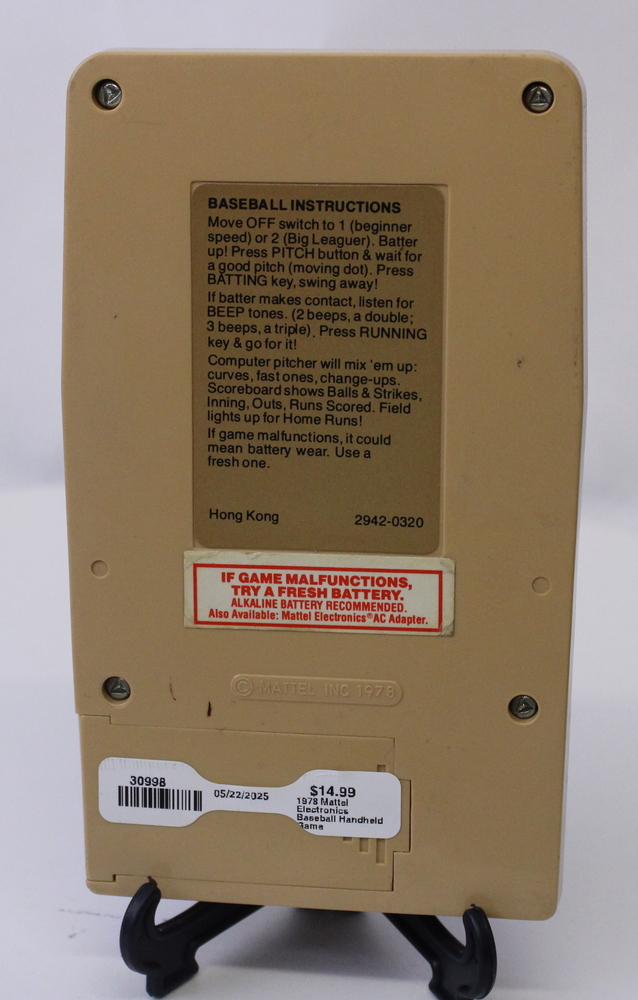 BASEBALL INSTRUCTIONS
Move OFF switch to 1 (beginner
speed) or 2 (Big Leaguer). Batter
up! Press PITCH button & wait for
a good pitch (moving dot). Press
BATTING key, swing away!
If batter makes contact, listen for
BEEP tones. (2 beeps, a double;
3 beeps, a triple). Press RUNNING
key & go for it!
Computer pitcher will mix 'em up:
curves, fast ones, change-ups.
Scoreboard shows Balls & Strikes,
Inning, Outs, Runs Scored. Field
lights up for Home Runs!
If game malfunctions, it could
mean battery wear. Use a
fresh one.
Hong Kong 2942-0320
IF GAME MALFUNCTIONS,
TRY A FRESH BATTERY.
ALKALINE BATTERY RECOMMENDED.
Also Available: Mattel Electronics® AC Adapter.
© MATTEL INC 1978
30998
05/22/2025
$14.99
1978 Mattel
Electronics
Baseball Handheld
Game